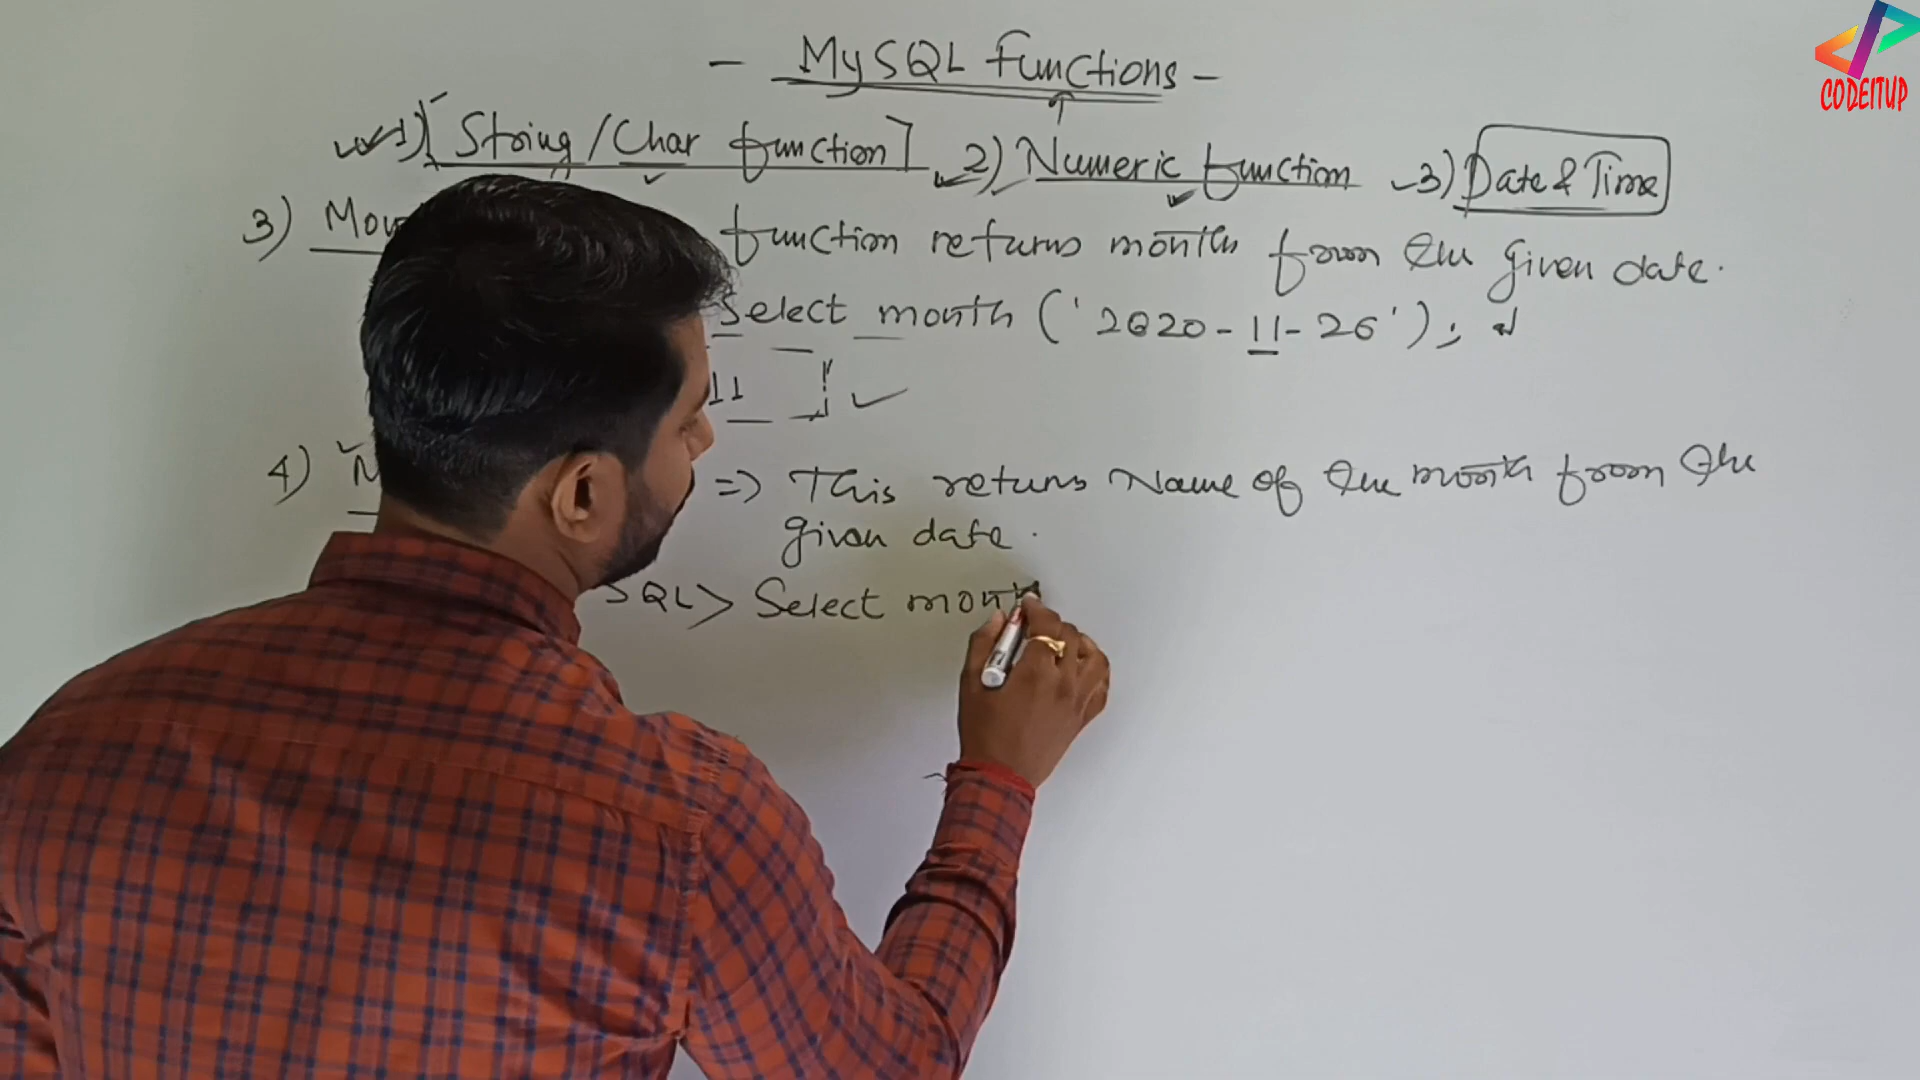 - MySQL Functions -
CODEITUP
1) [String/Char function] 2) Numeric function 3) Date & Time
3) function returns month from the given date.
Select month ('2020-11-26');
11
4) => This returns Name of the month from the
given date.
SQL> Select month